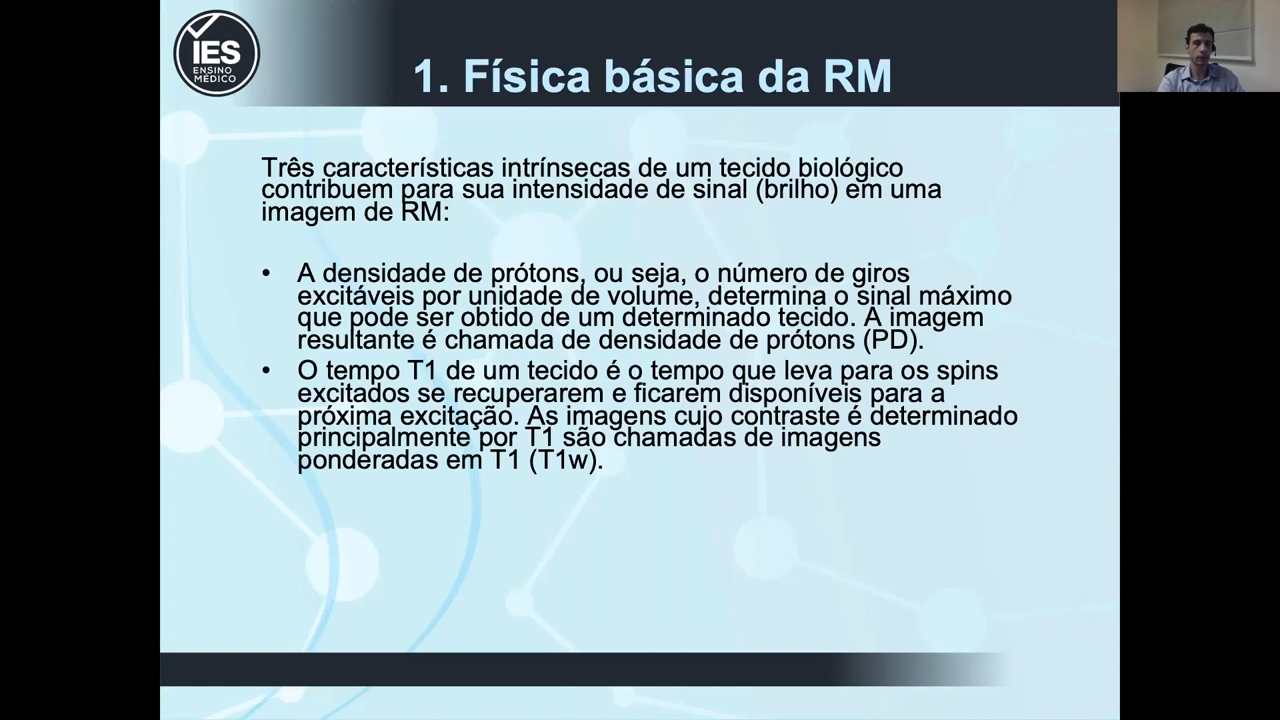 IES
ENSINO
MÉDICO
1. Física básica da RM
Três características intrínsecas de um tecido biológico
contribuem para sua intensidade de sinal (brilho) em uma
imagem de RM:
• A densidade de prótons, ou seja, o número de giros
excitáveis por unidade de volume, determina o sinal máximo
que pode ser obtido de um determinado tecido. A imagem
resultante é chamada de densidade de prótons (PD).
• O tempo T1 de um tecido é o tempo que leva para os spins
excitados se recuperarem e ficarem disponíveis para a
próxima excitação. As imagens cujo contraste é determinado
principalmente por T1 são chamadas de imagens
ponderadas em T1 (T1w).